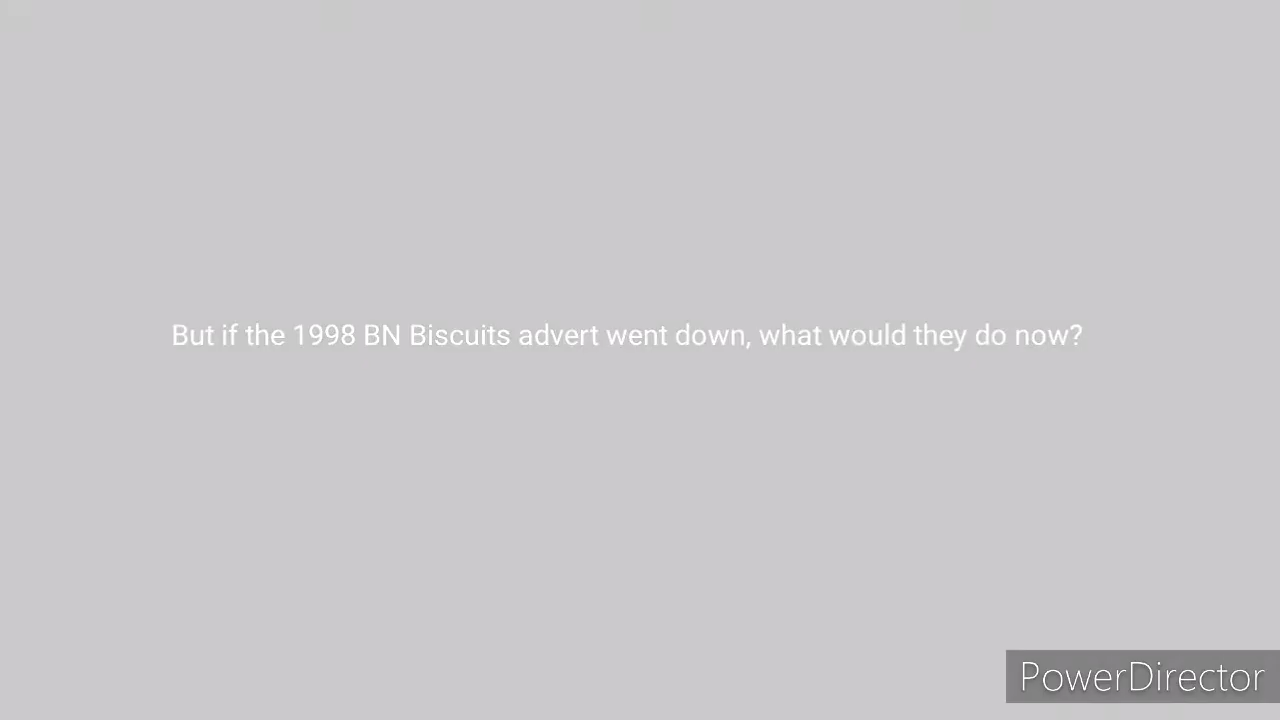 But if the 1998 BN Biscuits advert went down, what would they do now?
PowerDirector